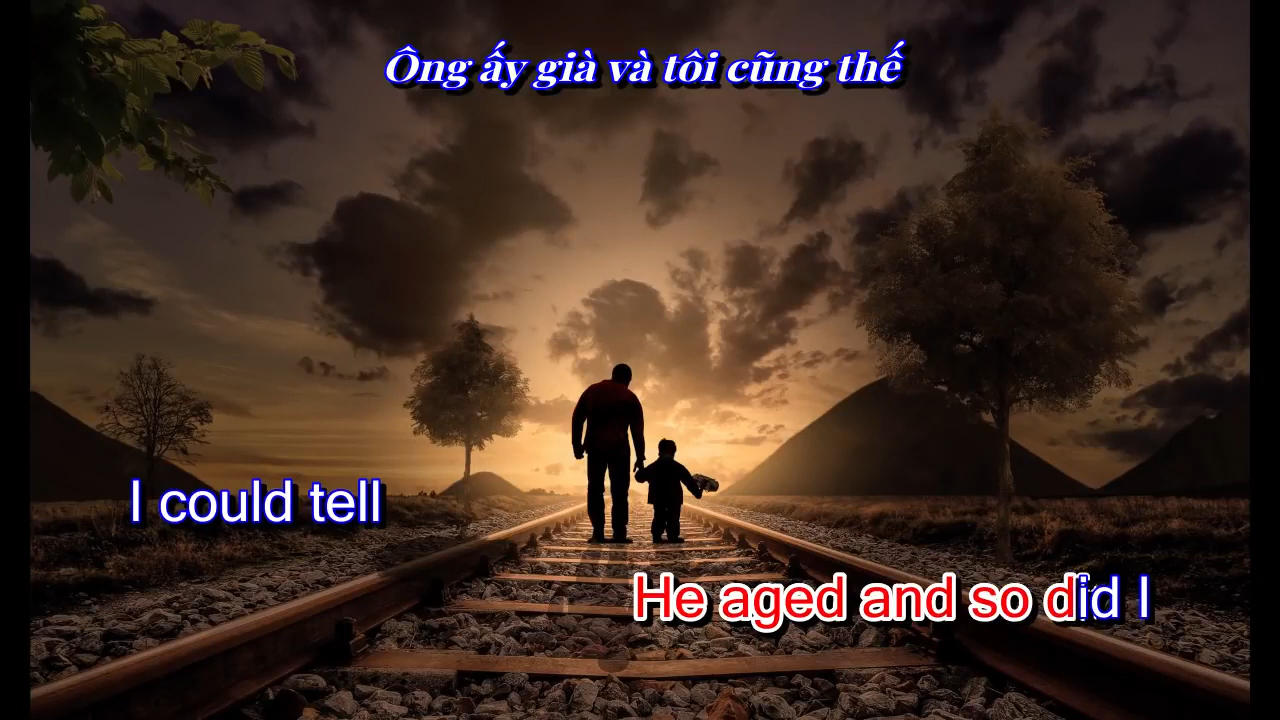 Ông ấy già và tôi cũng thế
I could tell
He aged and so did I